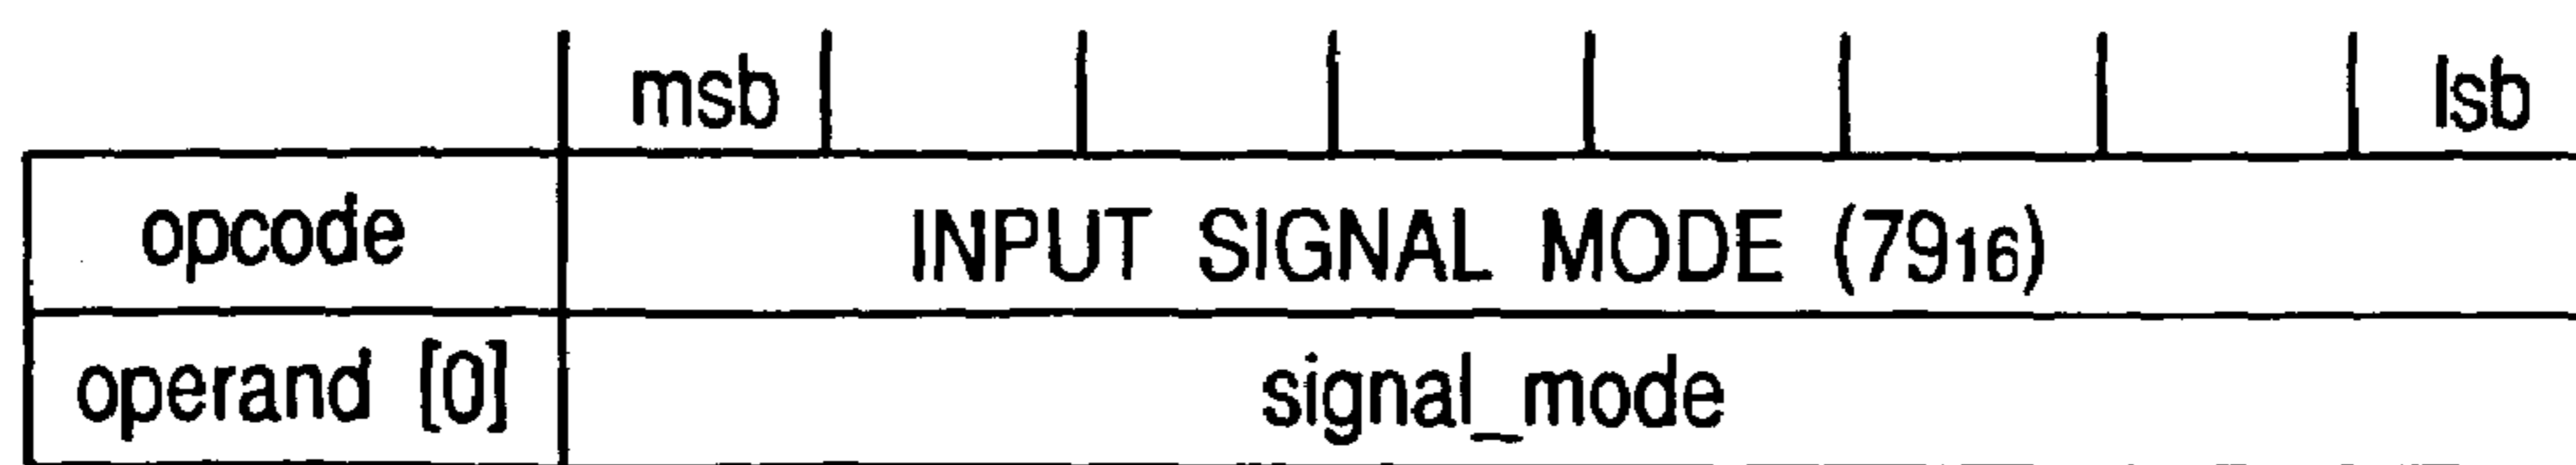 msb lsb
opcode INPUT SIGNAL MODE (7916)
operand [0] signal_mode